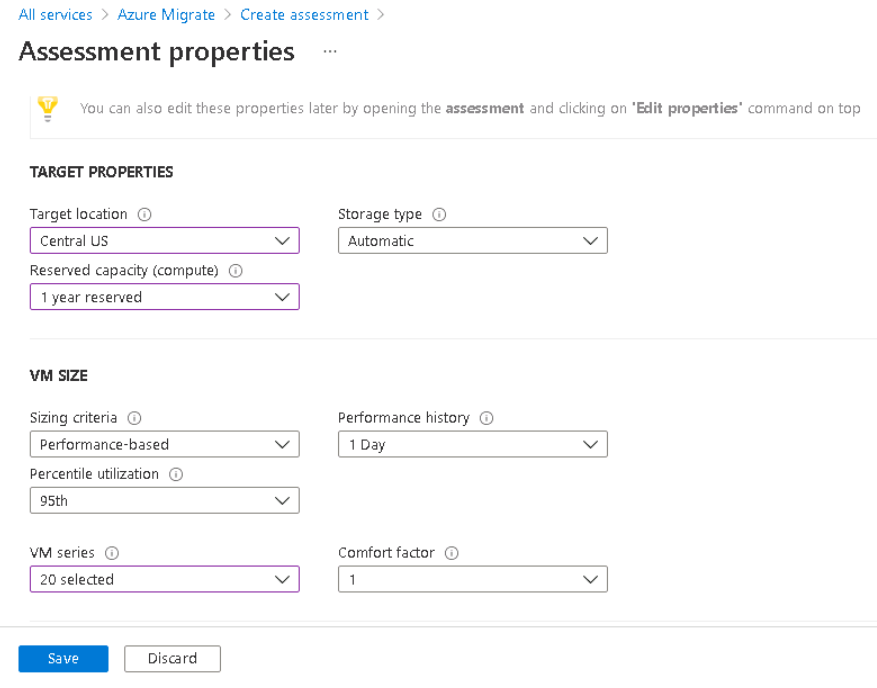 All services > Azure Migrate > Create assessment >
Assessment properties ...
You can also edit these properties later by opening the assessment and clicking on 'Edit properties' command on top
TARGET PROPERTIES
Target location Storage type
Central US Automatic
Reserved capacity (compute)
1 year reserved
VM SIZE
Sizing criteria Performance history
Performance-based 1 Day
Percentile utilization
95th
VM series Comfort factor
20 selected 1
Save Discard